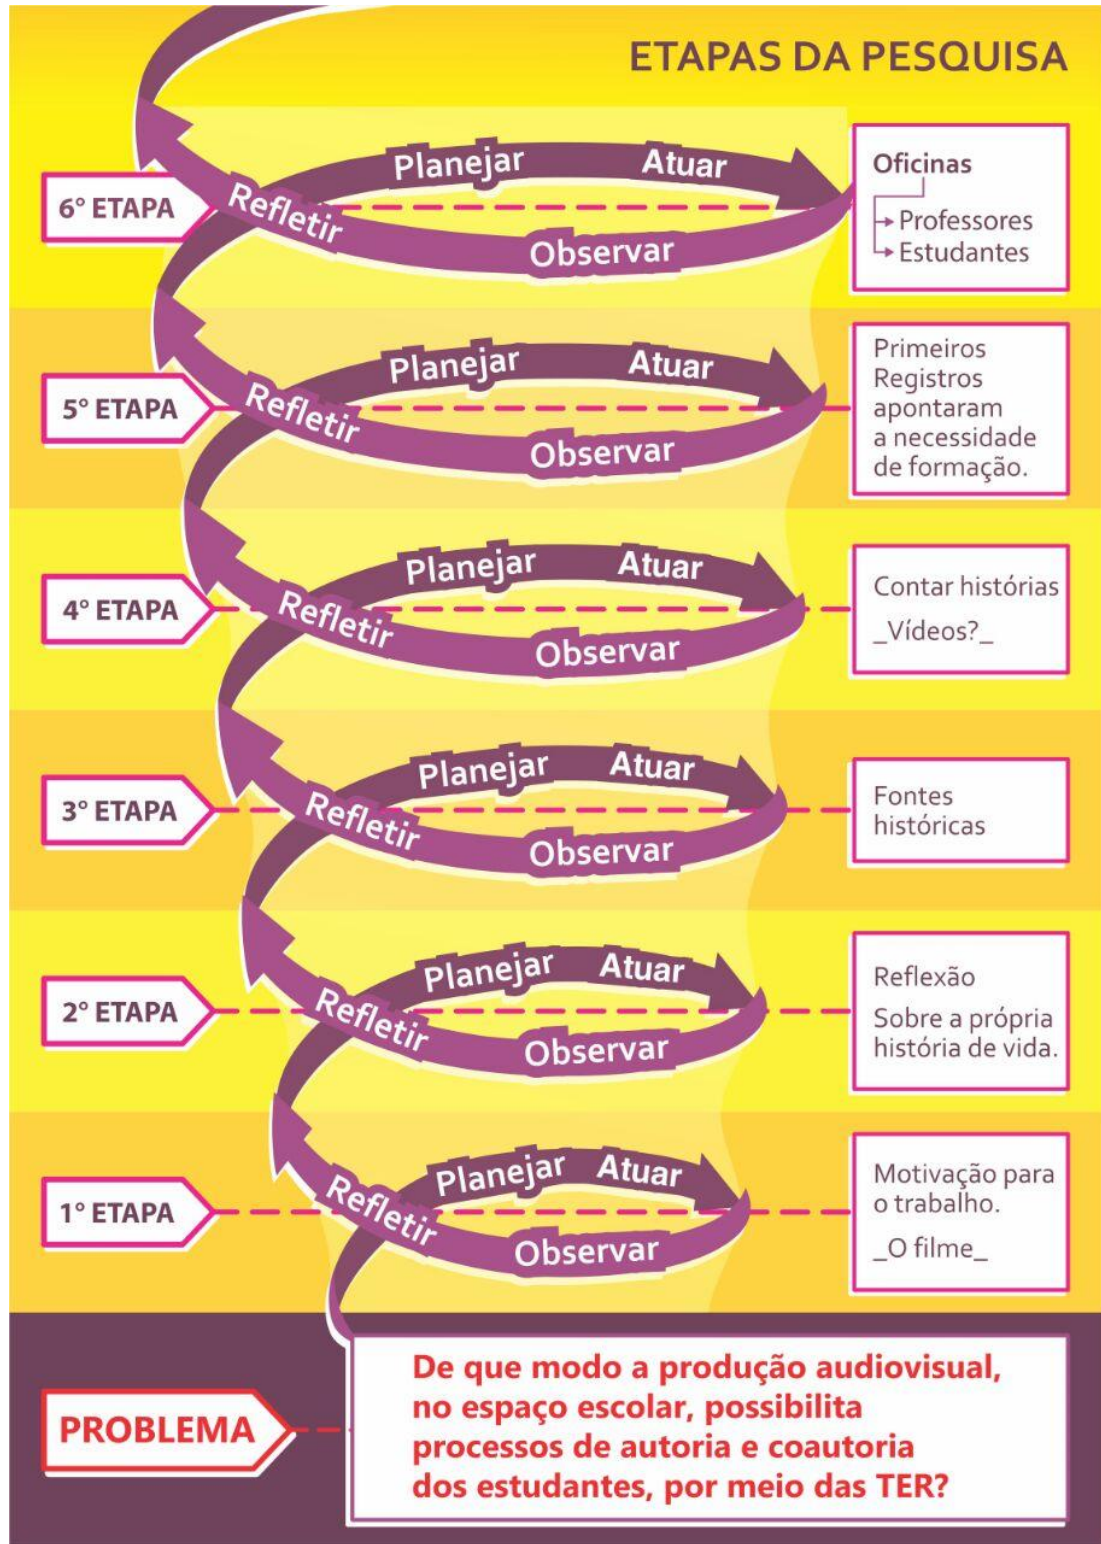 ETAPAS DA PESQUISA
6° ETAPA
Planejar
Atuar
Refletir
Observar
Oficinas
Professores
Estudantes
5° ETAPA
Planejar
Atuar
Refletir
Observar
Primeiros
Registros
apontaram
a necessidade
de formação.
4° ETAPA
Planejar
Atuar
Refletir
Observar
Contar histórias
_Vídeos?_
3° ETAPA
Planejar
Atuar
Refletir
Observar
Fontes
históricas
2° ETAPA
Planejar
Atuar
Refletir
Observar
Reflexão
Sobre a própria
história de vida.
1° ETAPA
Planejar
Atuar
Refletir
Observar
Motivação para
o trabalho.
_O filme_
PROBLEMA
De que modo a produção audiovisual,
no espaço escolar, possibilita
processos de autoria e coautoria
dos estudantes, por meio das TER?